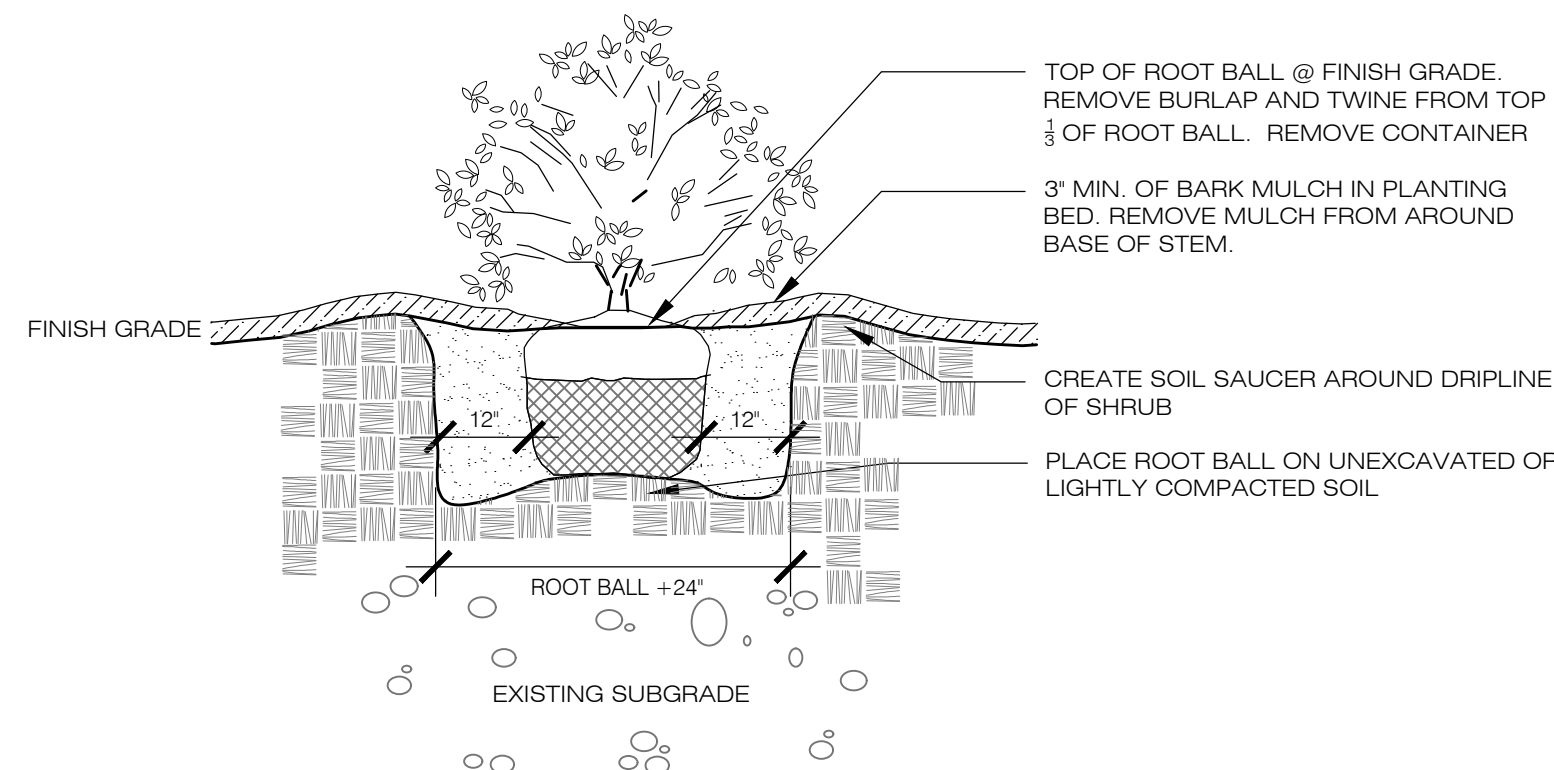 TOP OF ROOT BALL @ FINISH GRADE.
REMOVE BURLAP AND TWINE FROM TOP
1/3 OF ROOT BALL. REMOVE CONTAINER
3" MIN. OF BARK MULCH IN PLANTING
BED. REMOVE MULCH FROM AROUND
BASE OF STEM.
FINISH GRADE
CREATE SOIL SAUCER AROUND DRIPLINE
OF SHRUB
12"
12"
PLACE ROOT BALL ON UNEXCAVATED OR
LIGHTLY COMPACTED SOIL
ROOT BALL +24"
EXISTING SUBGRADE